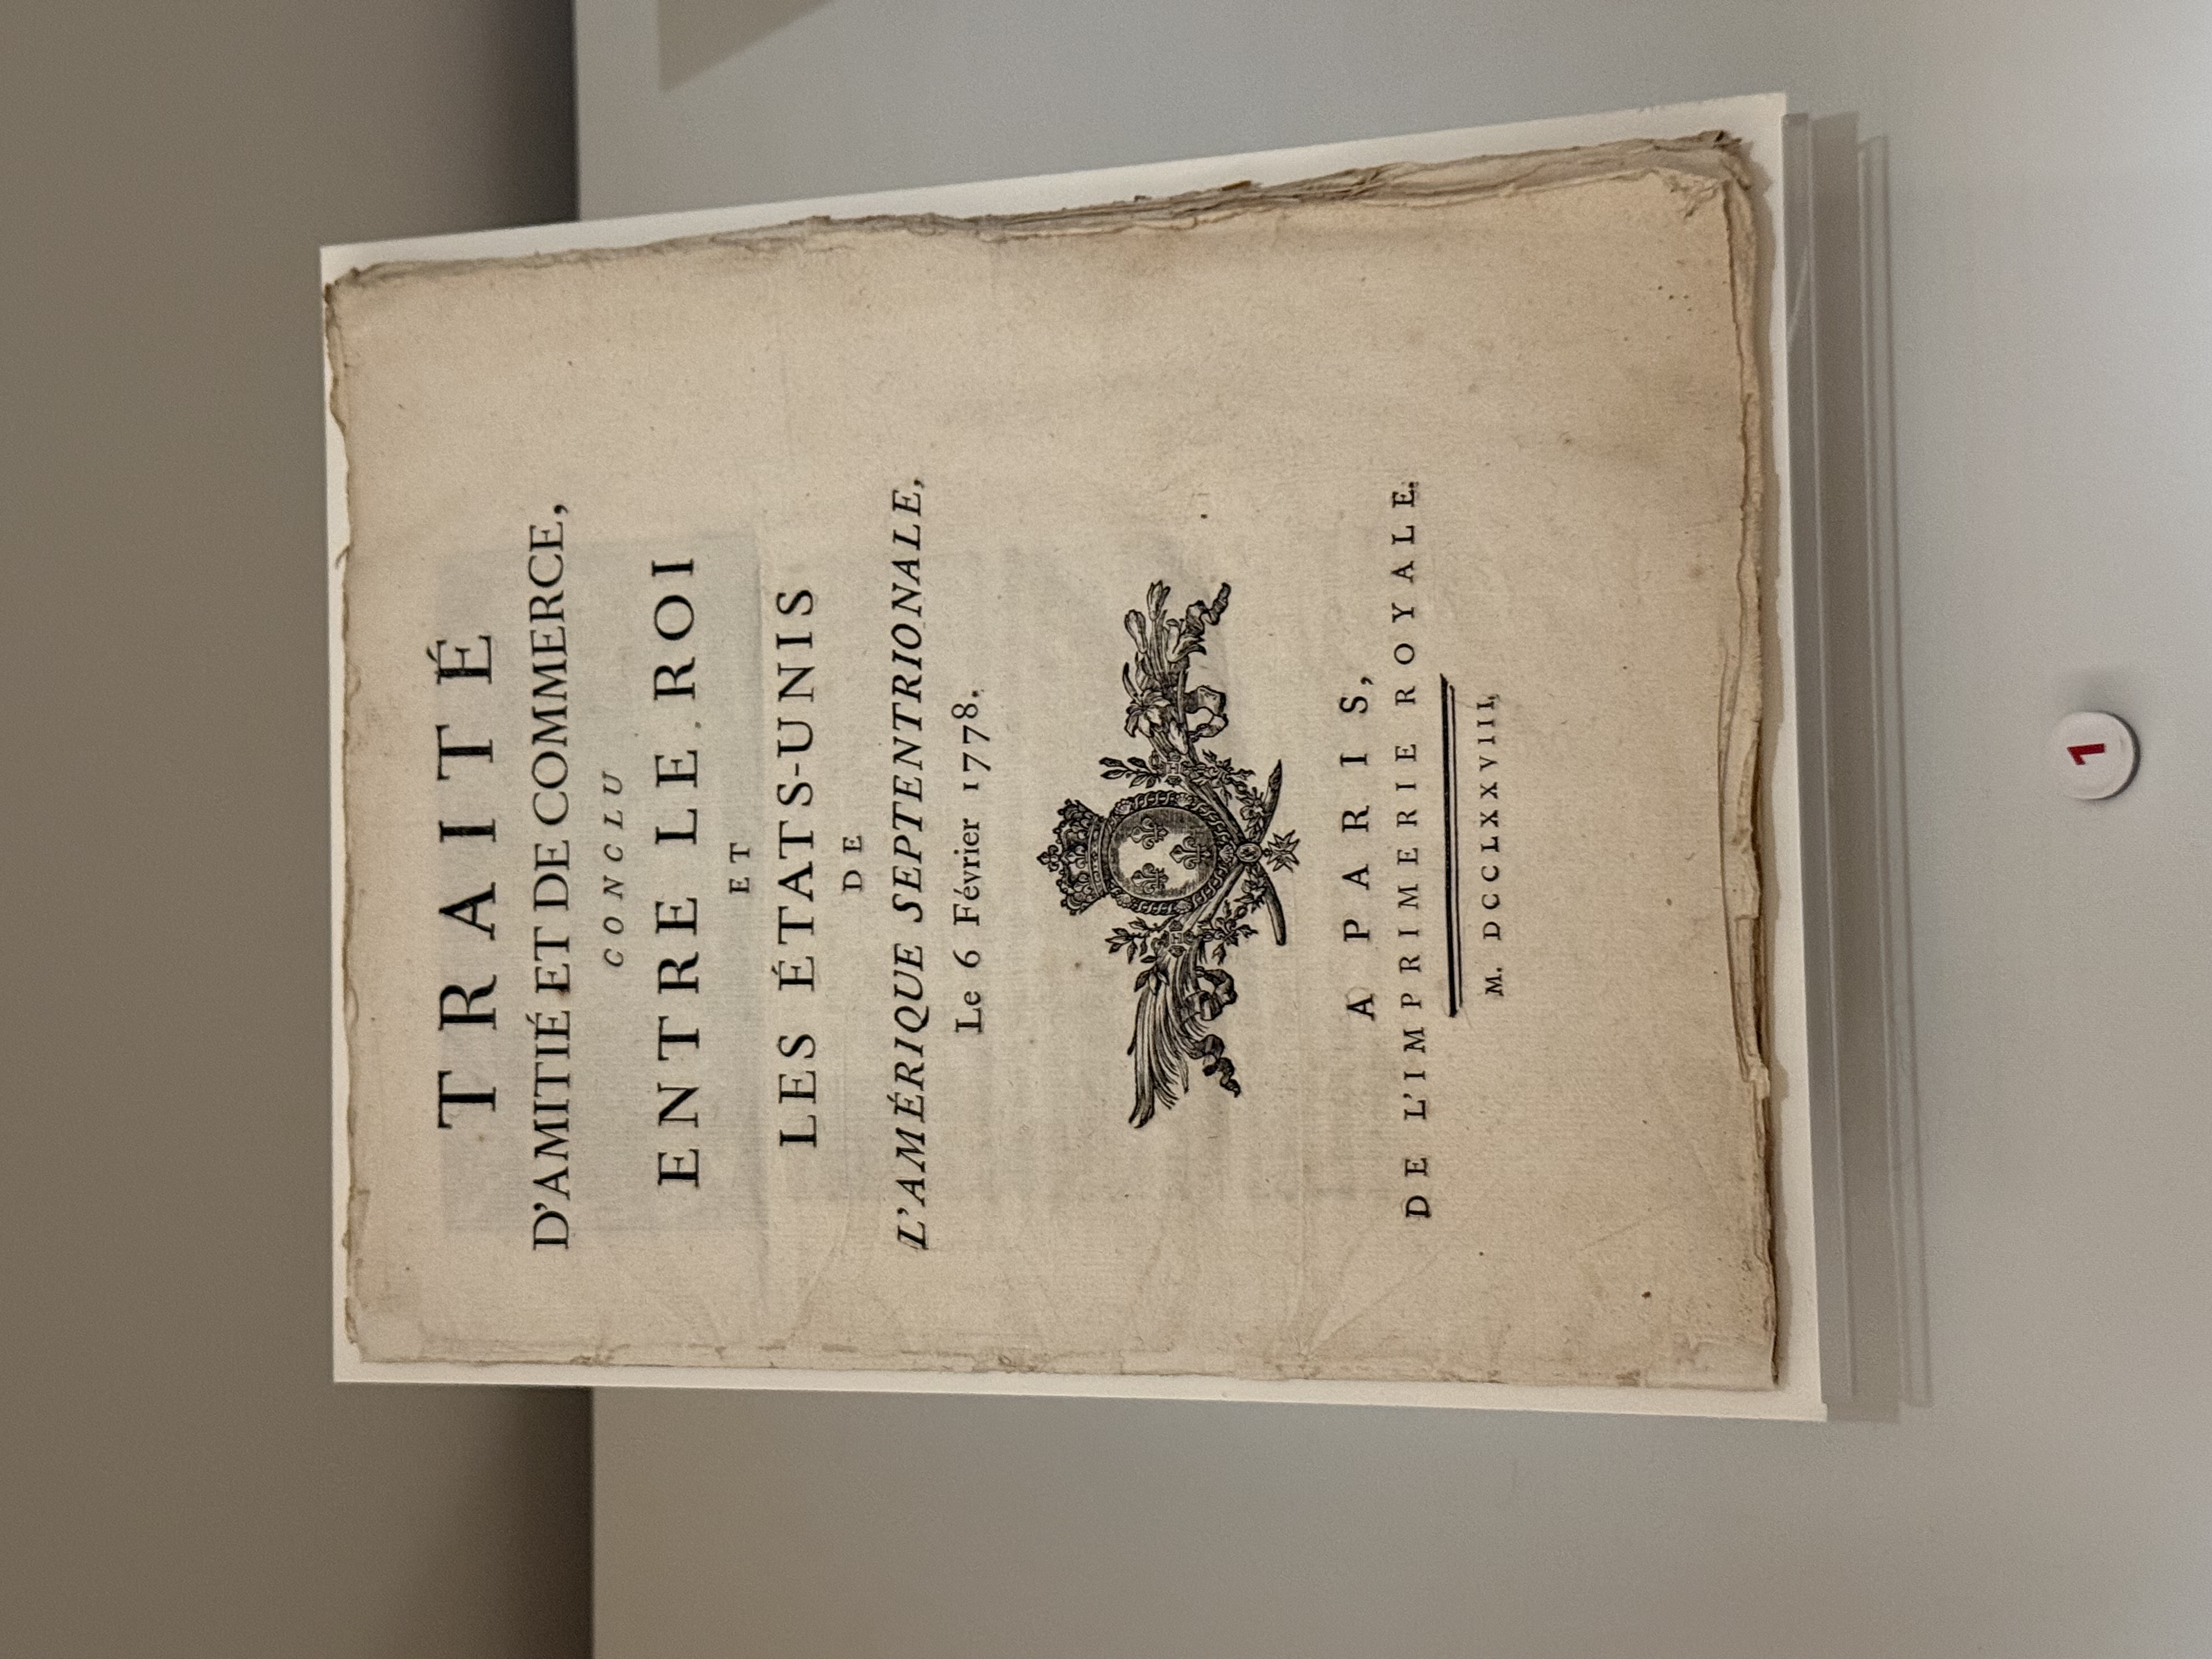 TRAITÉ
D'AMITIÉ ET DE COMMERCE,
CONCLU
ENTRE LE ROI
ET
LES ÉTATS-UNIS
DE
L'AMÉRIQUE SEPTENTRIONALE,
Le 6 Février 1778.
A PARIS,
DE L'IMPRIMERIE ROYALE.
M. DCCLXXVIII.
1